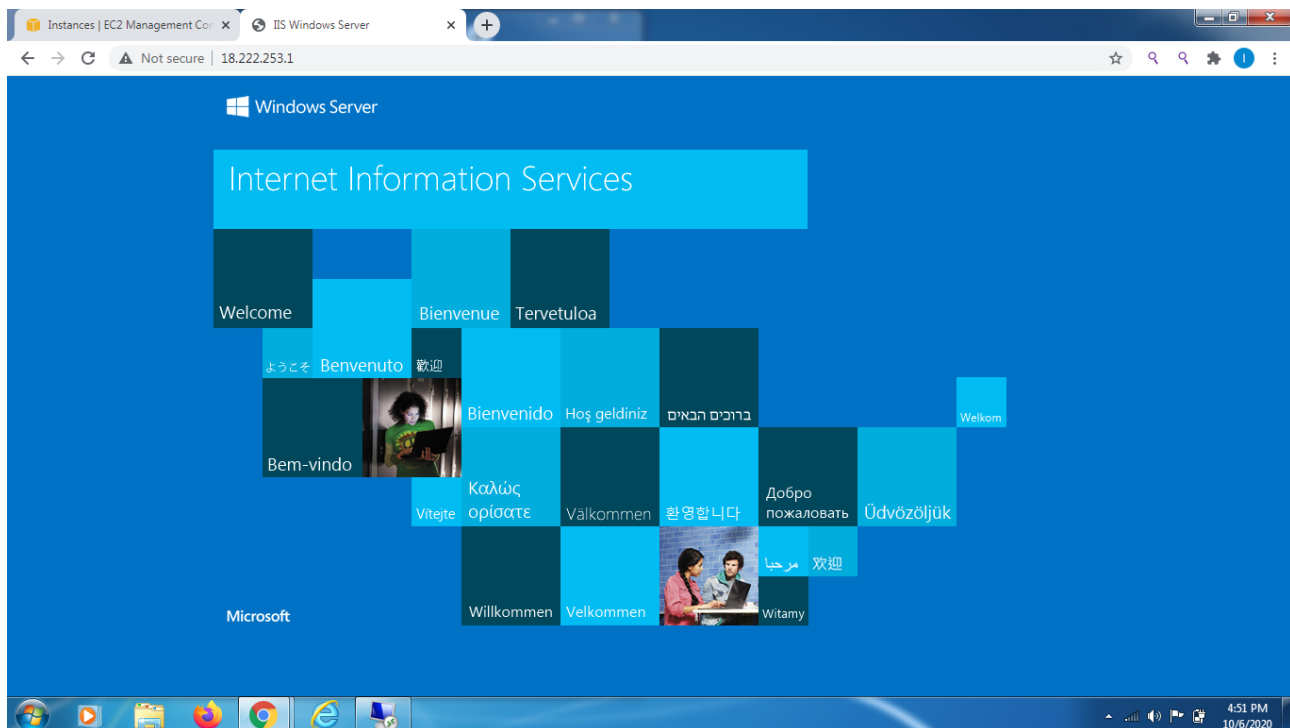 Instances | EC2 Management Con
IIS Windows Server
Not secure
18.222.253.1
I
Windows Server
Internet Information Services
Welcome
Bienvenue
Tervetuloa
ようこそ
Benvenuto
歡迎
Bienvenido
Hoş geldiniz
ברוכים הבאים
Welkom
Bem-vindo
Vítejte
Καλώς
ορίσατε
Välkommen
환영합니다
Добро
пожаловать
Üdvözöljük
مرحبا
欢迎
Microsoft
Willkommen
Velkommen
Witamy
4:51 PM
10/6/2020